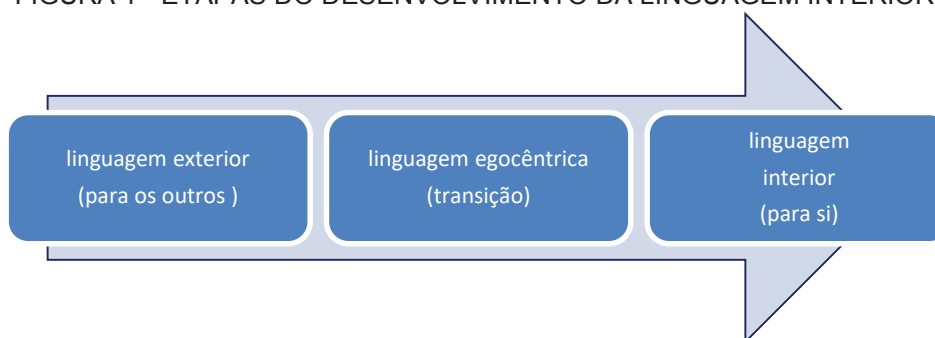 FIGURA 1 - ETAPAS DO DESENVOLVIMENTO DA LINGUAGEM INTERIOR
linguagem exterior
(para os outros )
linguagem egocêntrica
(transição)
linguagem
interior
(para si)